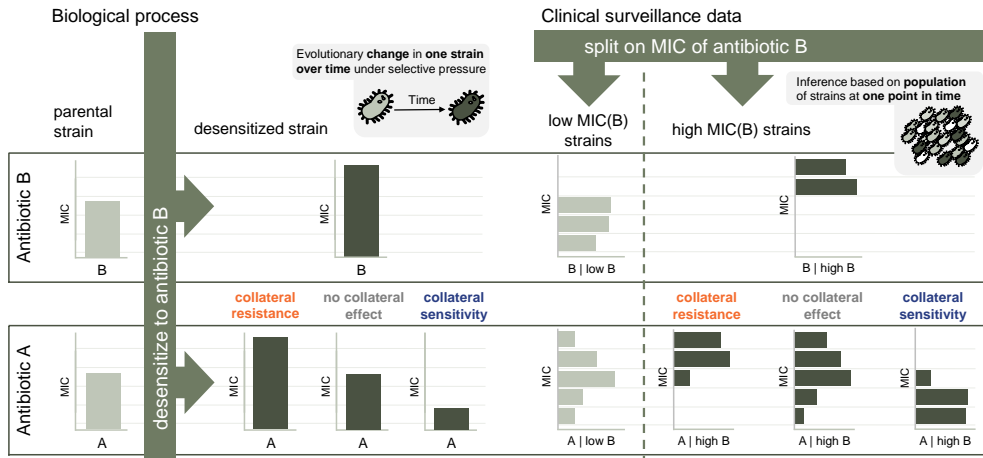 Biological process
Clinical surveillance data
split on MIC of antibiotic B
Evolutionary change in one strain
over time under selective pressure
Time
Inference based on population
of strains at one point in time
parental
strain
desensitized strain
low MIC(B)
strains
high MIC(B) strains
desensitize to antibiotic B
Antibiotic B
MIC
B
MIC
B
MIC
B | low B
MIC
B | high B
collateral
resistance
no collateral
effect
collateral
sensitivity
collateral
resistance
no collateral
effect
collateral
sensitivity
Antibiotic A
MIC
A
MIC
A
MIC
A
MIC
A
MIC
A | low B
MIC
A | high B
MIC
A | high B
MIC
A | high B